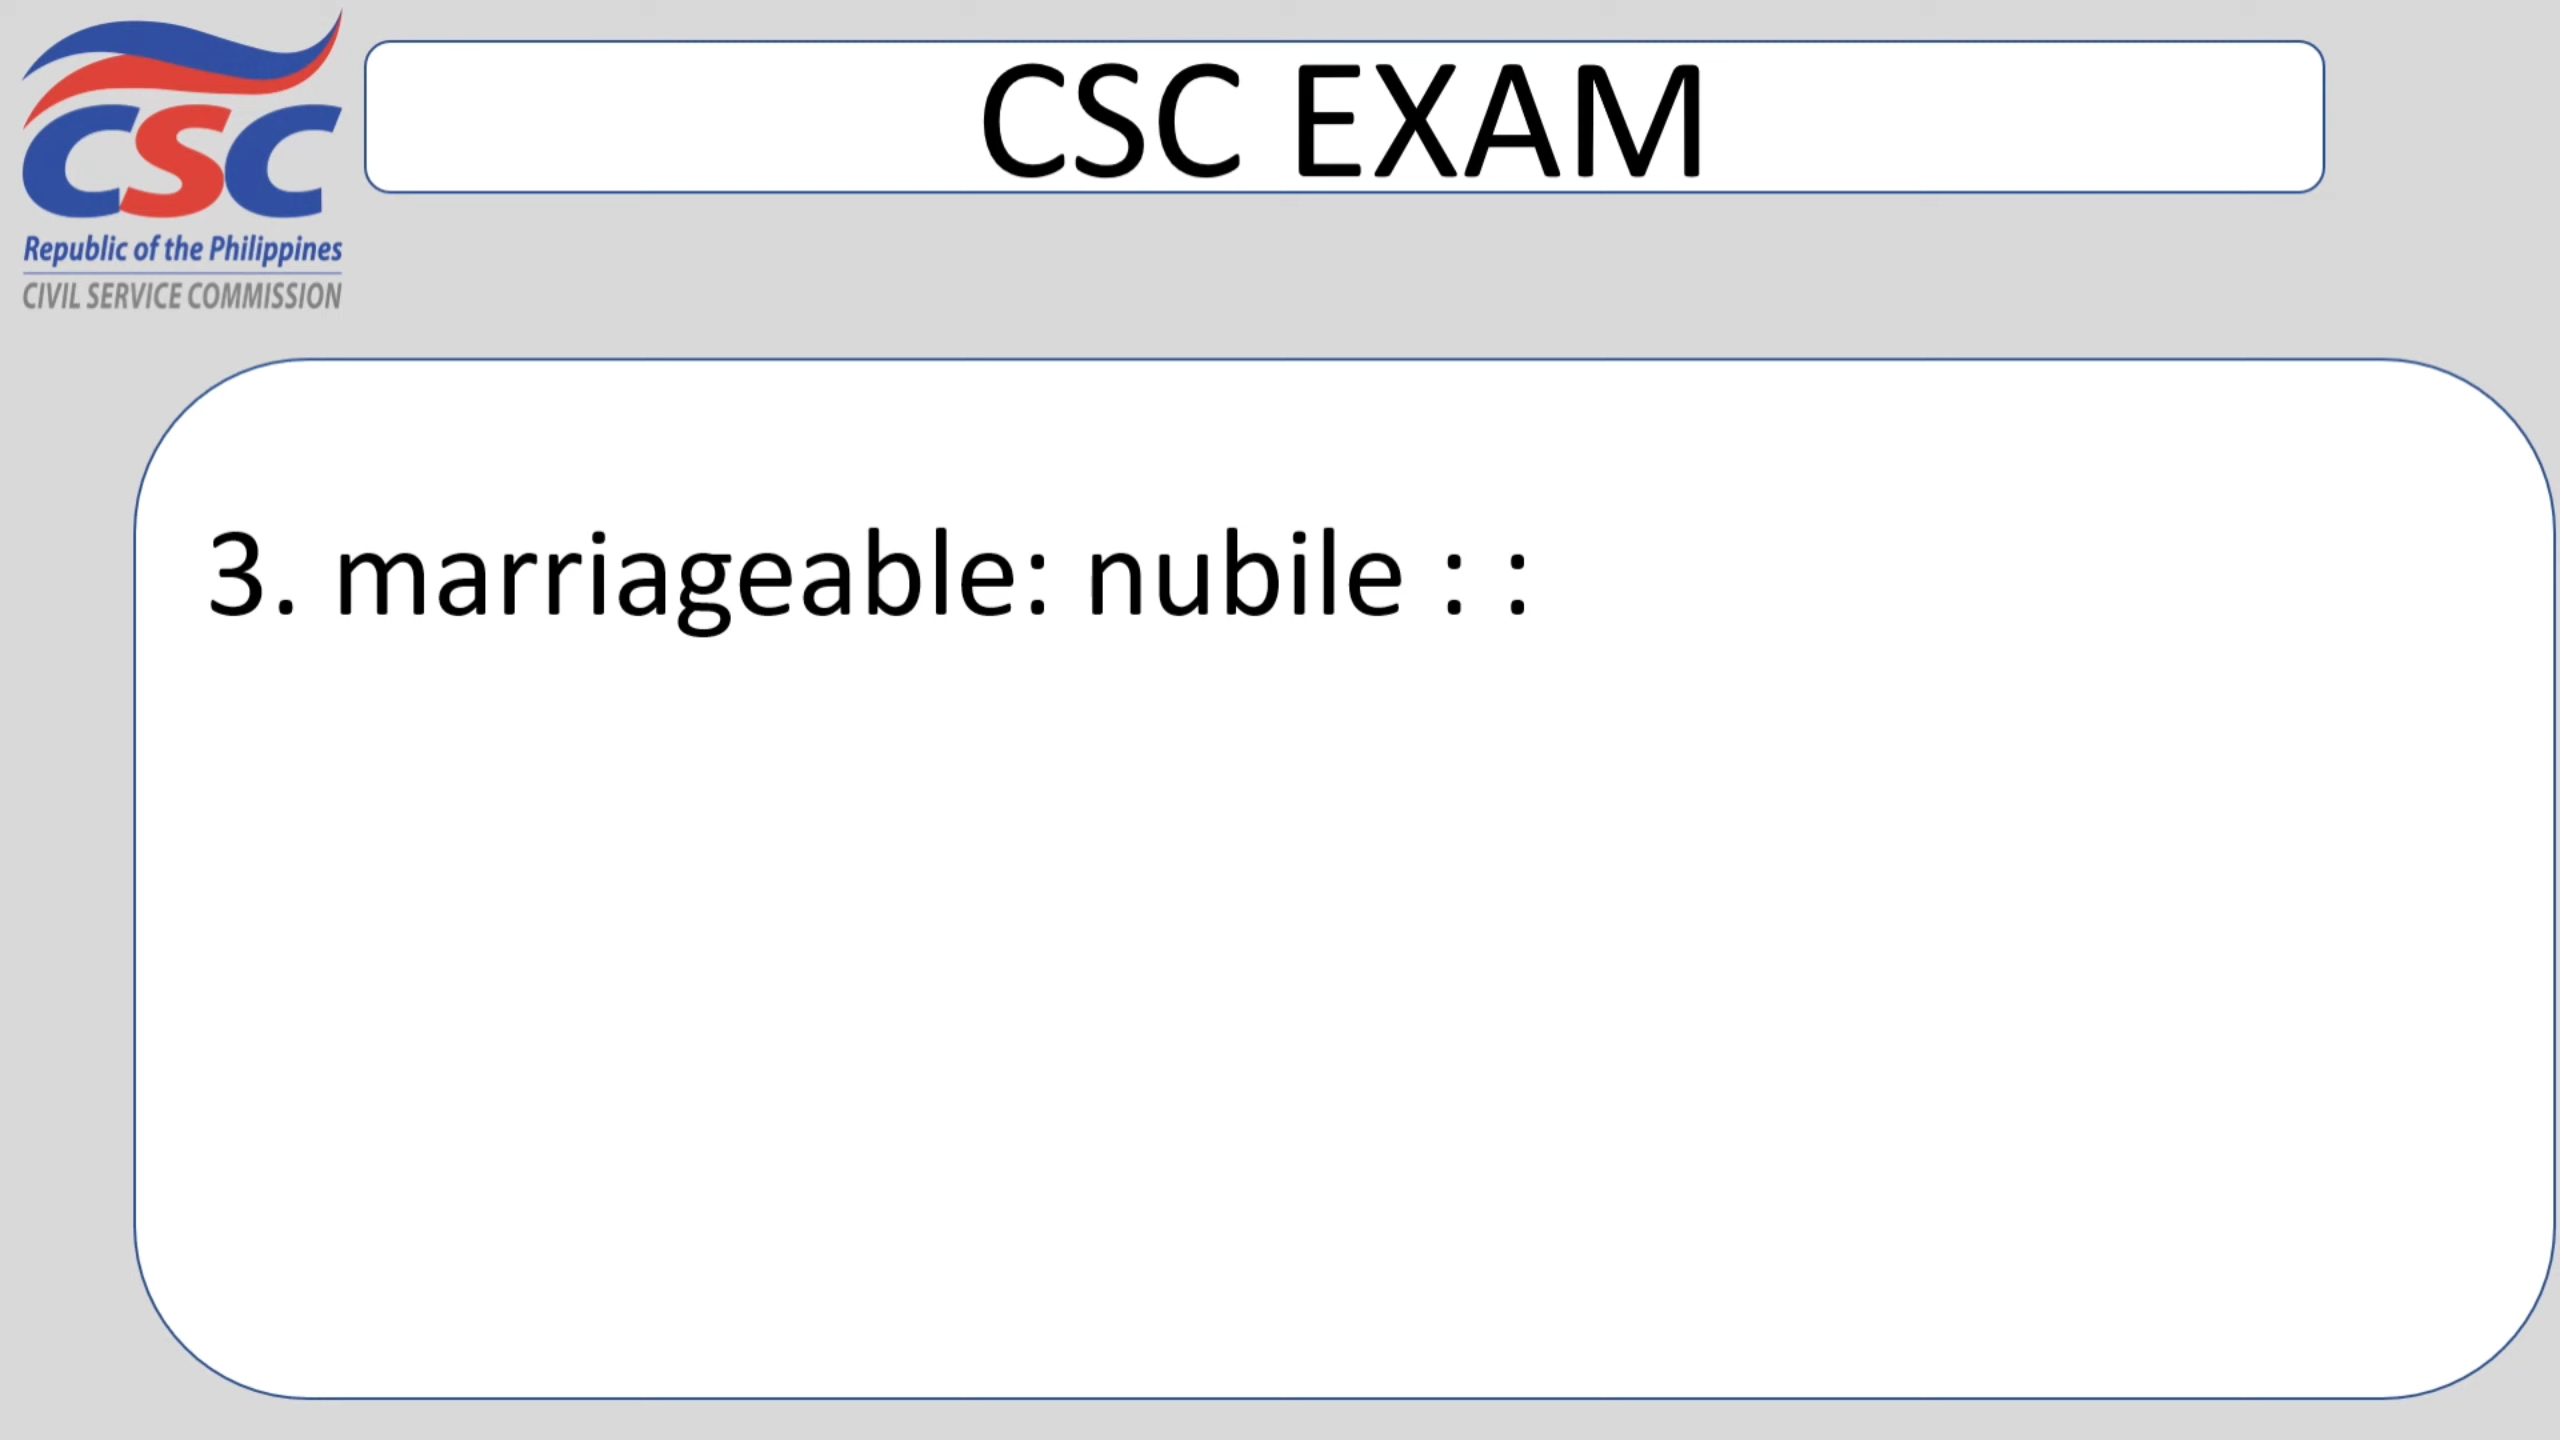 CSC EXAM
CSC
Republic of the Philippines
CIVIL SERVICE COMMISSION
3. marriageable: nubile : :